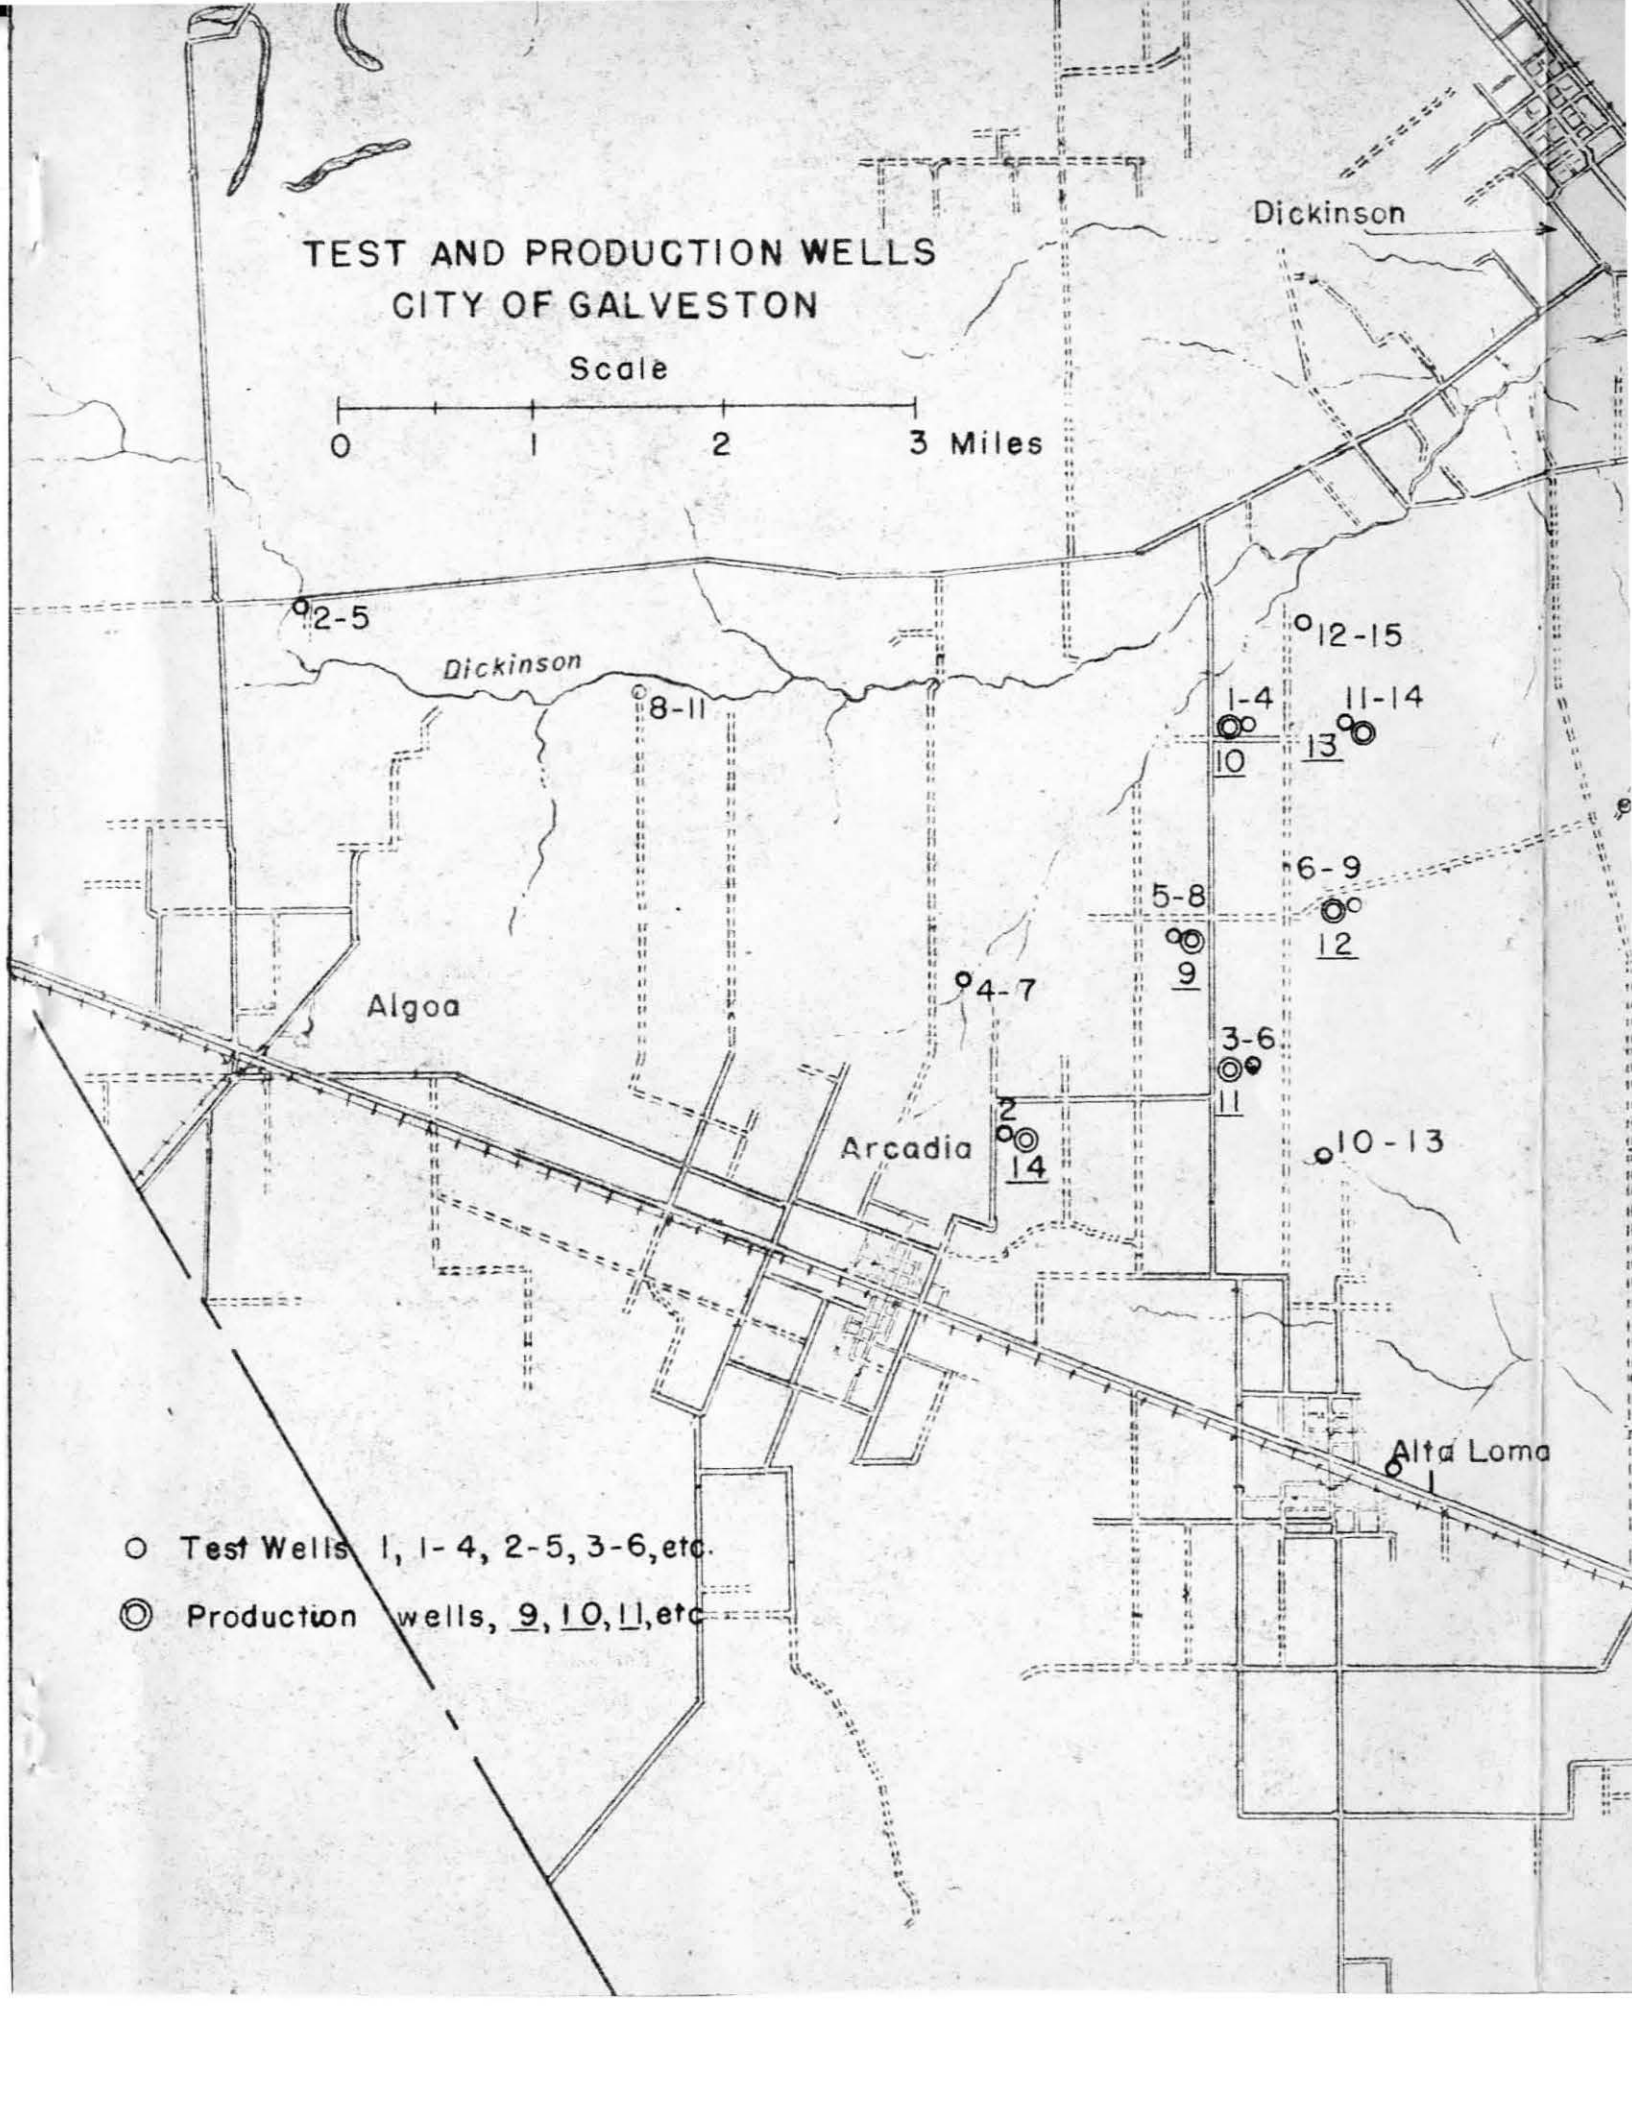 Dickinson
TEST AND PRODUCTION WELLS
CITY OF GALVESTON
Scale
0 1 2 3 Miles
2-5
12-15
Dickinson
8-11
1-4
11-14
10
13
6-9
5-8
12
9
4-7
Algoa
3-6
11
2
Arcadia
14
10-13
Alta Loma
1
Test Wells 1, 1-4, 2-5, 3-6, etc.
Production wells, 9, 10, 11, etc